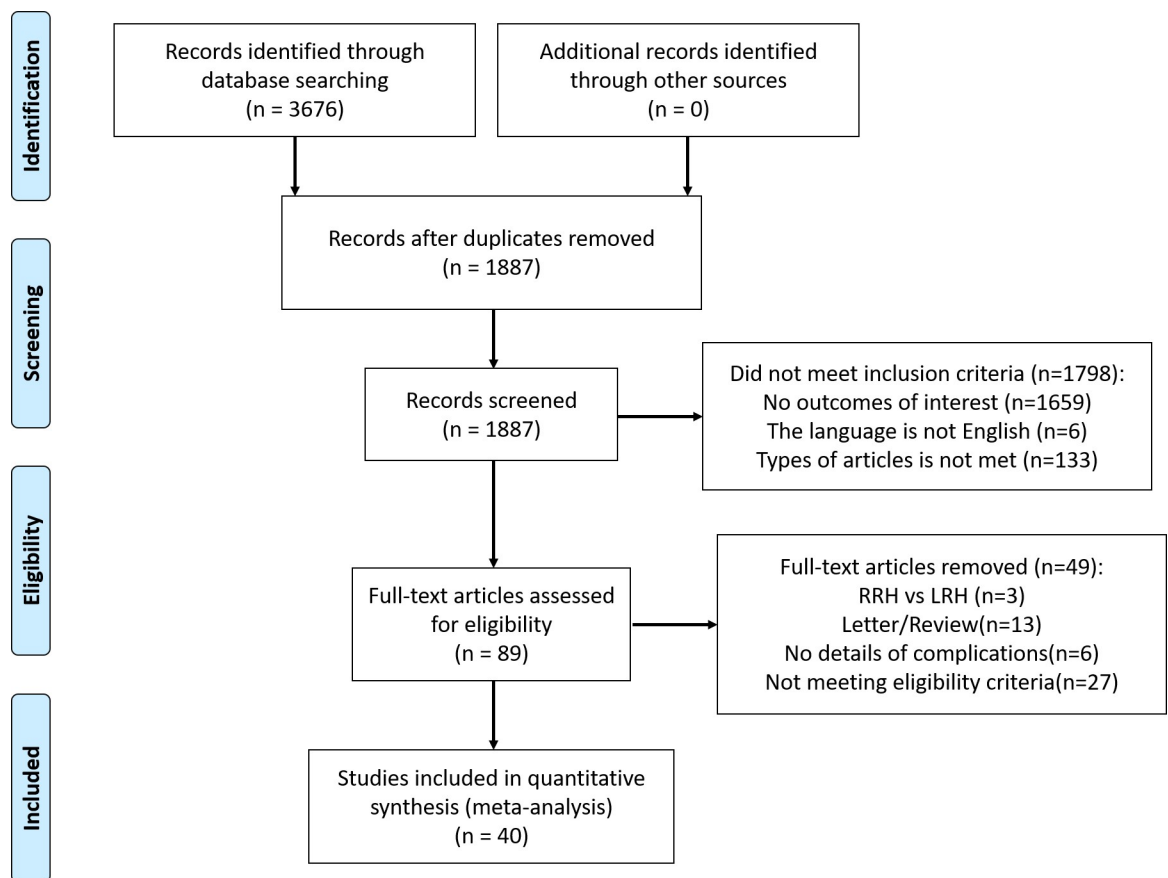 Identification
Records identified through
database searching
(n = 3676)
Additional records identified
through other sources
(n = 0)
Records after duplicates removed
(n = 1887)
Screening
Records screened
(n = 1887)
Did not meet inclusion criteria (n=1798):
No outcomes of interest (n=1659)
The language is not English (n=6)
Types of articles is not met (n=133)
Eligibility
Full-text articles assessed
for eligibility
(n = 89)
Full-text articles removed (n=49):
RRH vs LRH (n=3)
Letter/Review(n=13)
No details of complications(n=6)
Not meeting eligibility criteria(n=27)
Included
Studies included in quantitative
synthesis (meta-analysis)
(n = 40)